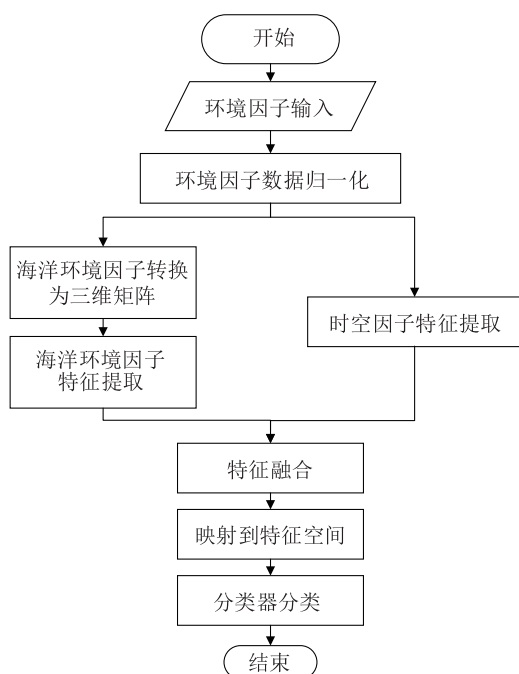 开始
环境因子输入
环境因子数据归一化
海洋环境因子转换
为三维矩阵
海洋环境因子
特征提取
时空因子特征提取
特征融合
映射到特征空间
分类器分类
结束